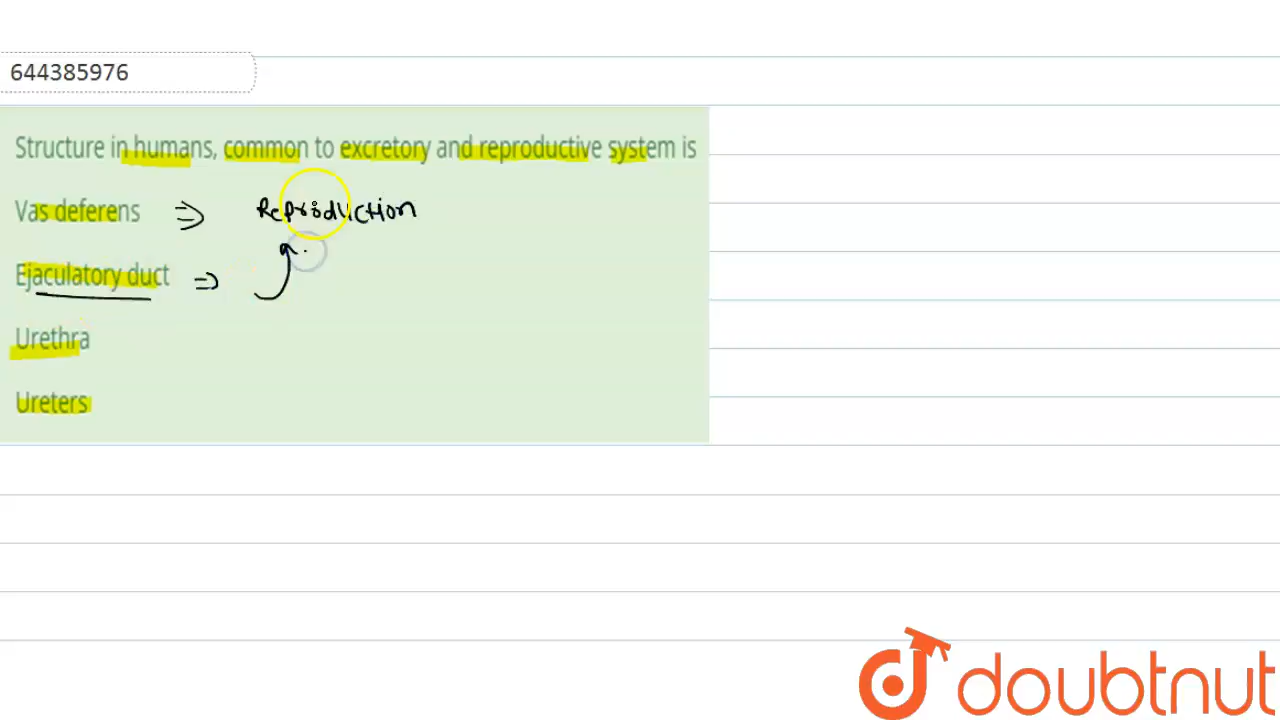 644385976
Structure in humans, common to excretory and reproductive system is
Vas deferens ⇒ Reproduction
Ejaculatory duct ⇒
Urethra
Ureters
doubtnut